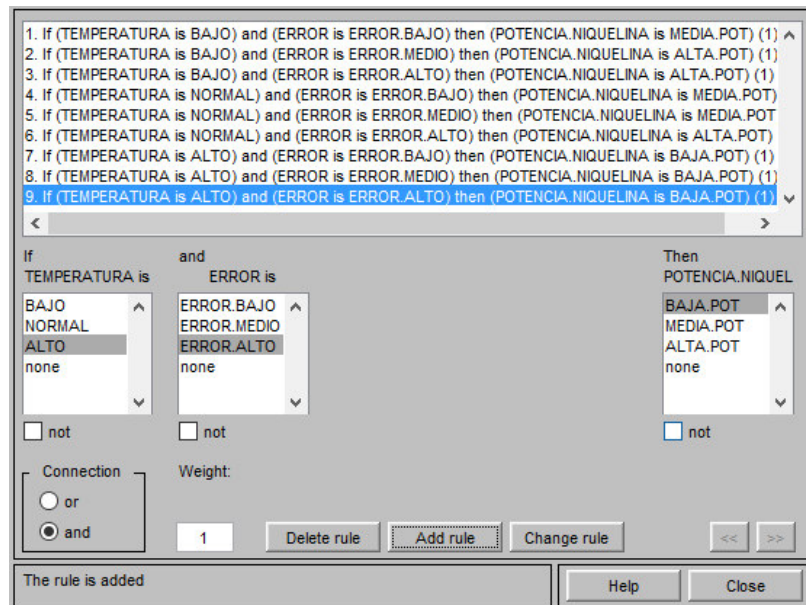 1. If (TEMPERATURA is BAJO) and (ERROR is ERROR.BAJO) then (POTENCIA.NIQUELINA is MEDIA.POT) (1)
2. If (TEMPERATURA is BAJO) and (ERROR is ERROR.MEDIO) then (POTENCIA.NIQUELINA is ALTA.POT) (1)
3. If (TEMPERATURA is BAJO) and (ERROR is ERROR.ALTO) then (POTENCIA.NIQUELINA is ALTA.POT) (1)
4. If (TEMPERATURA is NORMAL) and (ERROR is ERROR.BAJO) then (POTENCIA.NIQUELINA is MEDIA.POT)
5. If (TEMPERATURA is NORMAL) and (ERROR is ERROR.MEDIO) then (POTENCIA.NIQUELINA is MEDIA.POT
6. If (TEMPERATURA is NORMAL) and (ERROR is ERROR.ALTO) then (POTENCIA.NIQUELINA is ALTA.POT)
7. If (TEMPERATURA is ALTO) and (ERROR is ERROR.BAJO) then (POTENCIA.NIQUELINA is BAJA.POT) (1)
8. If (TEMPERATURA is ALTO) and (ERROR is ERROR.MEDIO) then (POTENCIA.NIQUELINA is BAJA.POT) (1)
9. If (TEMPERATURA is ALTO) and (ERROR is ERROR.ALTO) then (POTENCIA.NIQUELINA is BAJA.POT) (1)
If
TEMPERATURA is
BAJO
NORMAL
ALTO
none
not
and
ERROR is
ERROR.BAJO
ERROR.MEDIO
ERROR.ALTO
none
not
Then
POTENCIA.NIQUEL
BAJA.POT
MEDIA.POT
ALTA.POT
none
not
Connection
or
and
Weight:
1
Delete rule
Add rule
Change rule
<<
>>
The rule is added
Help
Close